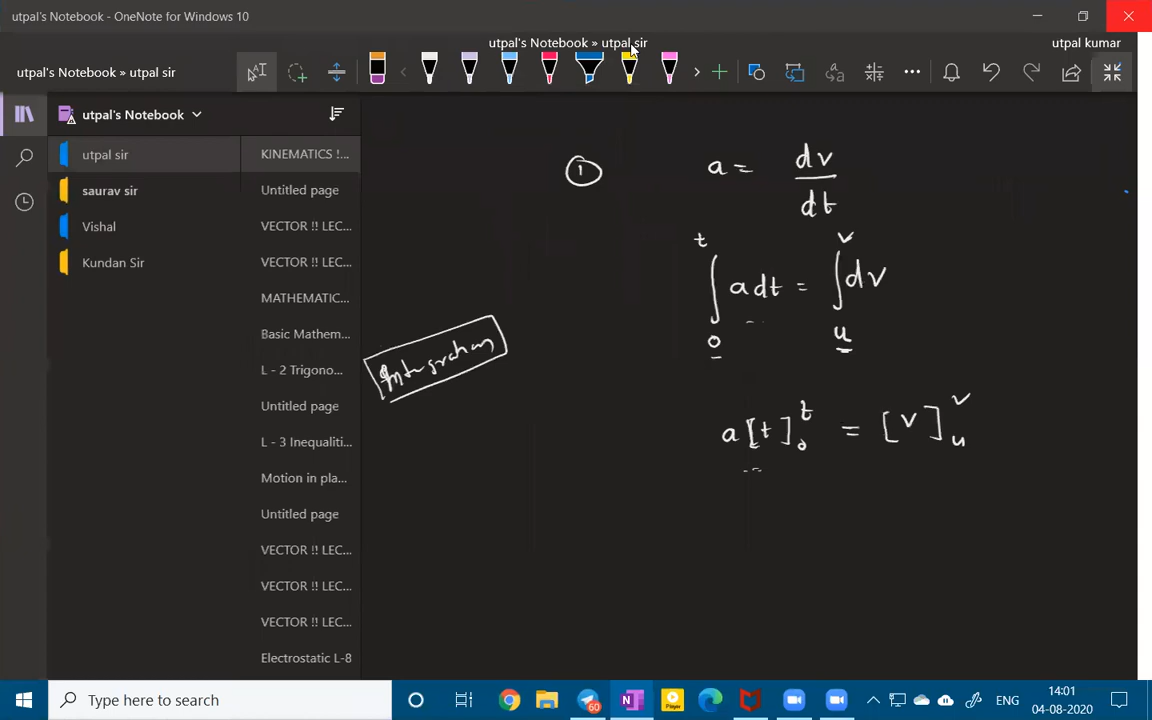 utpal's Notebook - OneNote for Windows 10
utpal's Notebook » utpal sir
utpal kumar
utpal's Notebook » utpal sir
utpal's Notebook
utpal sir
saurav sir
Vishal
Kundan Sir
KINEMATICS !...
Untitled page
VECTOR !! LEC...
VECTOR !! LEC...
MATHEMATIC...
Basic Mathem...
L - 2 Trigono...
Untitled page
L - 3 Inequaliti...
Motion in pla...
Untitled page
VECTOR !! LEC...
VECTOR !! LEC...
VECTOR !! LEC...
Electrostatic L-8
① a = dv/dt
∫₀ᵗ a dt = ∫ᵤᵛ dv
Integration
a[t]₀ᵗ = [v]ᵤᵛ
Type here to search
60
Player
ENG
14:01
04-08-2020